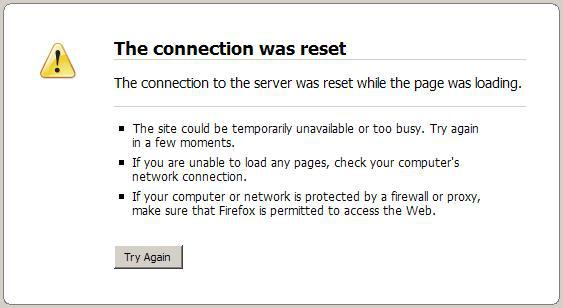 The connection was reset
The connection to the server was reset while the page was loading.
The site could be temporarily unavailable or too busy. Try again
in a few moments.
If you are unable to load any pages, check your computer's
network connection.
If your computer or network is protected by a firewall or proxy,
make sure that Firefox is permitted to access the Web.
Try Again